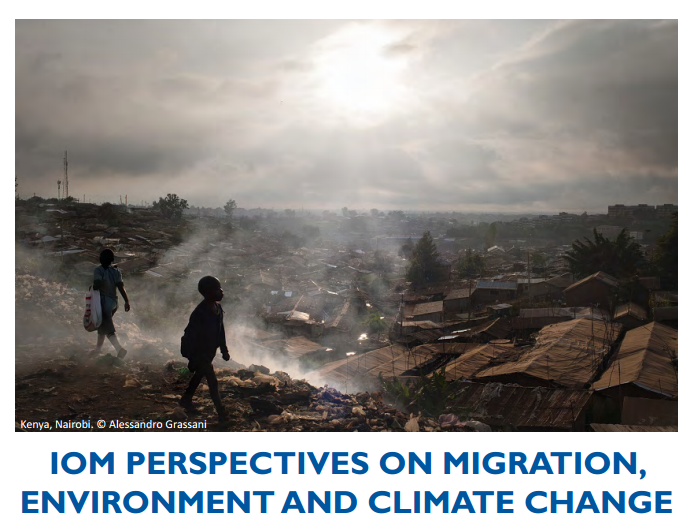 Kenya, Nairobi. © Alessandro Grassani
IOM PERSPECTIVES ON MIGRATION,
ENVIRONMENT AND CLIMATE CHANGE